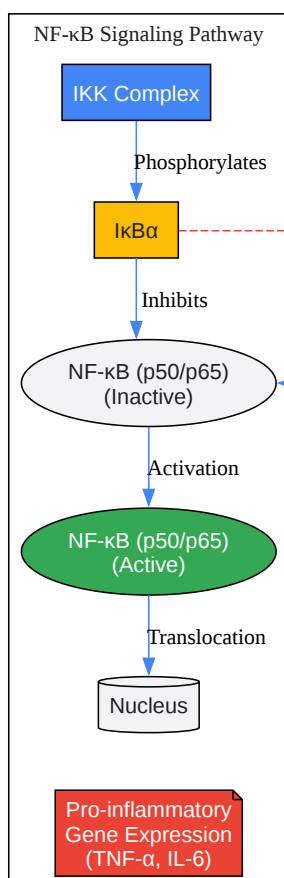 NF-κB Signaling Pathway
IKK Complex
Phosphorylates
IκBα
Inhibits
NF-κB (p50/p65)
(Inactive)
Activation
NF-κB (p50/p65)
(Active)
Translocation
Nucleus
Pro-inflammatory
Gene Expression
(TNF-α, IL-6)